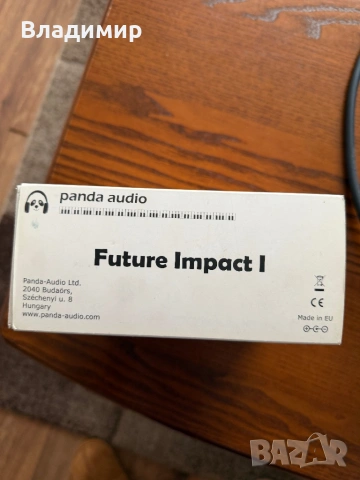 Владимир
panda audio
Future Impact I
Panda-Audio Ltd.
2040 Budaörs,
Széchenyi u. 8
Hungary
www.panda-audio.com
CE
Made in EU
BAZAR